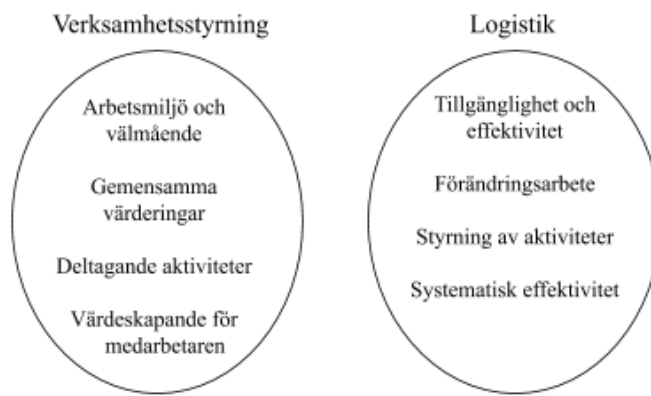 Verksamhetsstyrning
Arbetsmiljö och
välmående
Gemensamma
värderingar
Deltagande aktiviteter
Värdeskapande för
medarbetaren
Logistik
Tillgänglighet och
effektivitet
Förändringsarbete
Styrning av aktiviteter
Systematisk effektivitet